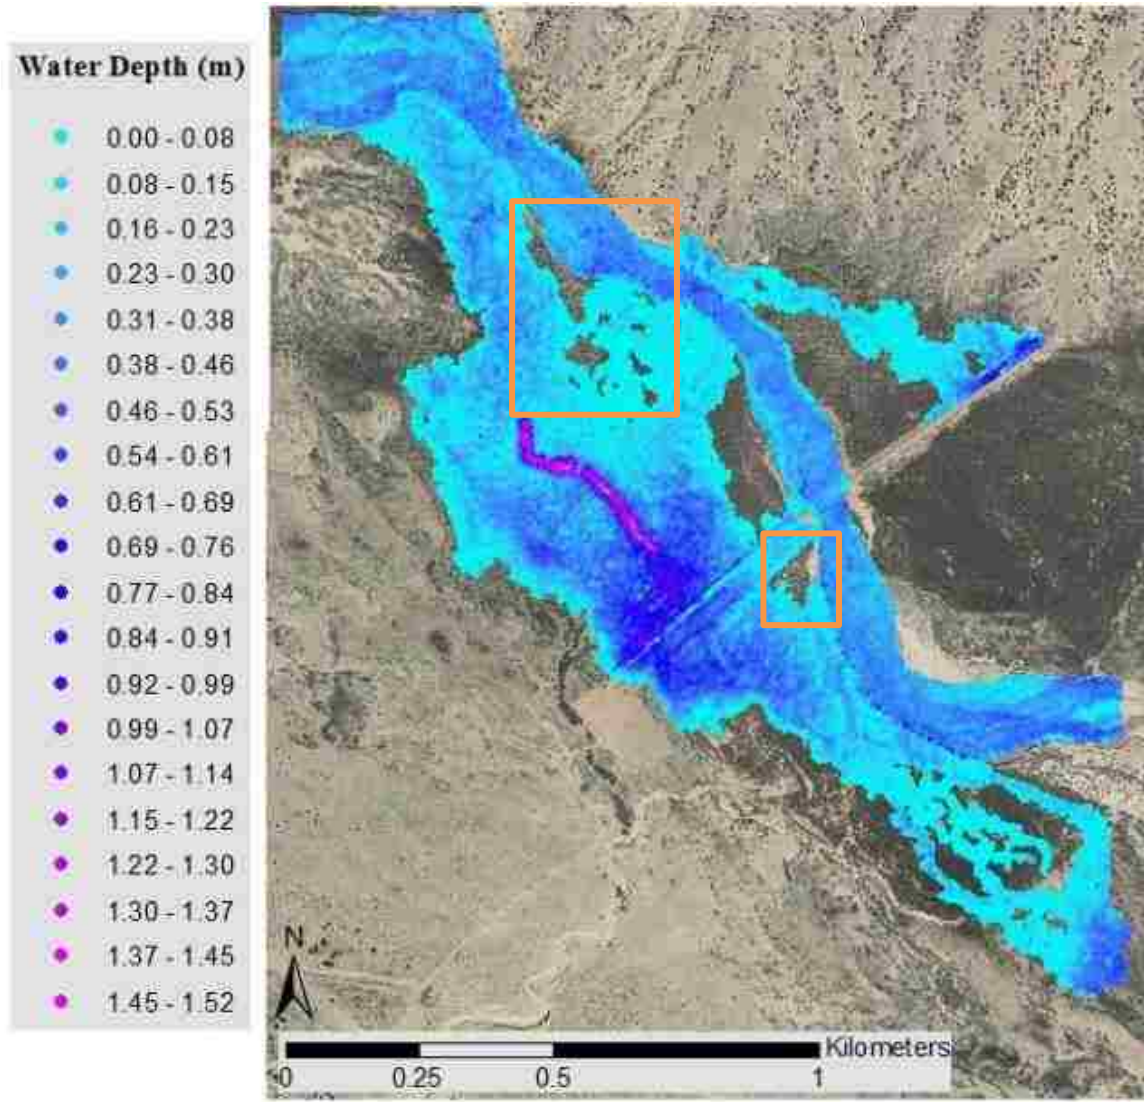 Water Depth (m)
0.00 - 0.08
0.08 - 0.15
0.16 - 0.23
0.23 - 0.30
0.31 - 0.38
0.38 - 0.46
0.46 - 0.53
0.54 - 0.61
0.61 - 0.69
0.69 - 0.76
0.77 - 0.84
0.84 - 0.91
0.92 - 0.99
0.99 - 1.07
1.07 - 1.14
1.15 - 1.22
1.22 - 1.30
1.30 - 1.37
1.37 - 1.45
1.45 - 1.52
N
Kilometers
0 0.25 0.5 1